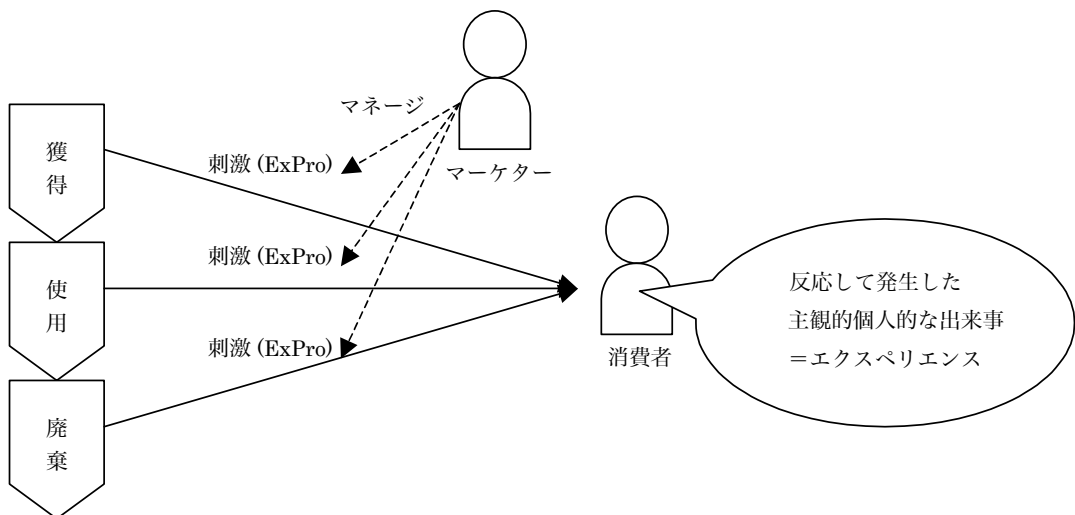 マネージ
マーケター
獲得
刺激 (ExPro)
使用
刺激 (ExPro)
廃棄
刺激 (ExPro)
消費者
反応して発生した
主観的個人的な出来事
＝エクスペリエンス